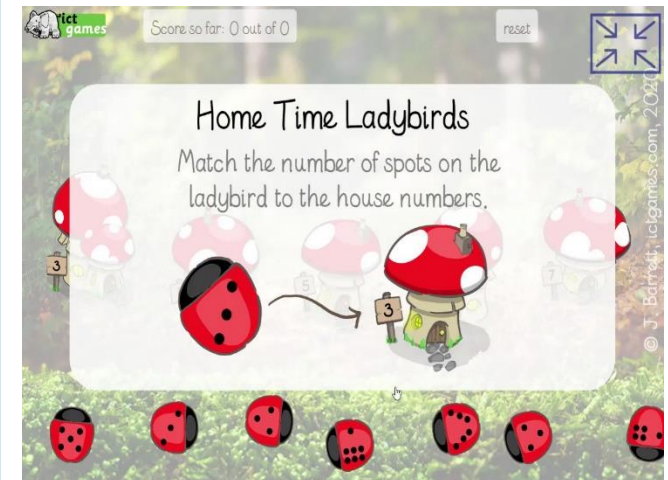 ict
games
Score so far: 0 out of 0
reset
Home Time Ladybirds
Match the number of spots on the
ladybird to the house numbers.
3
5
7
3
© J. Barrett, ictgames.com, 2020